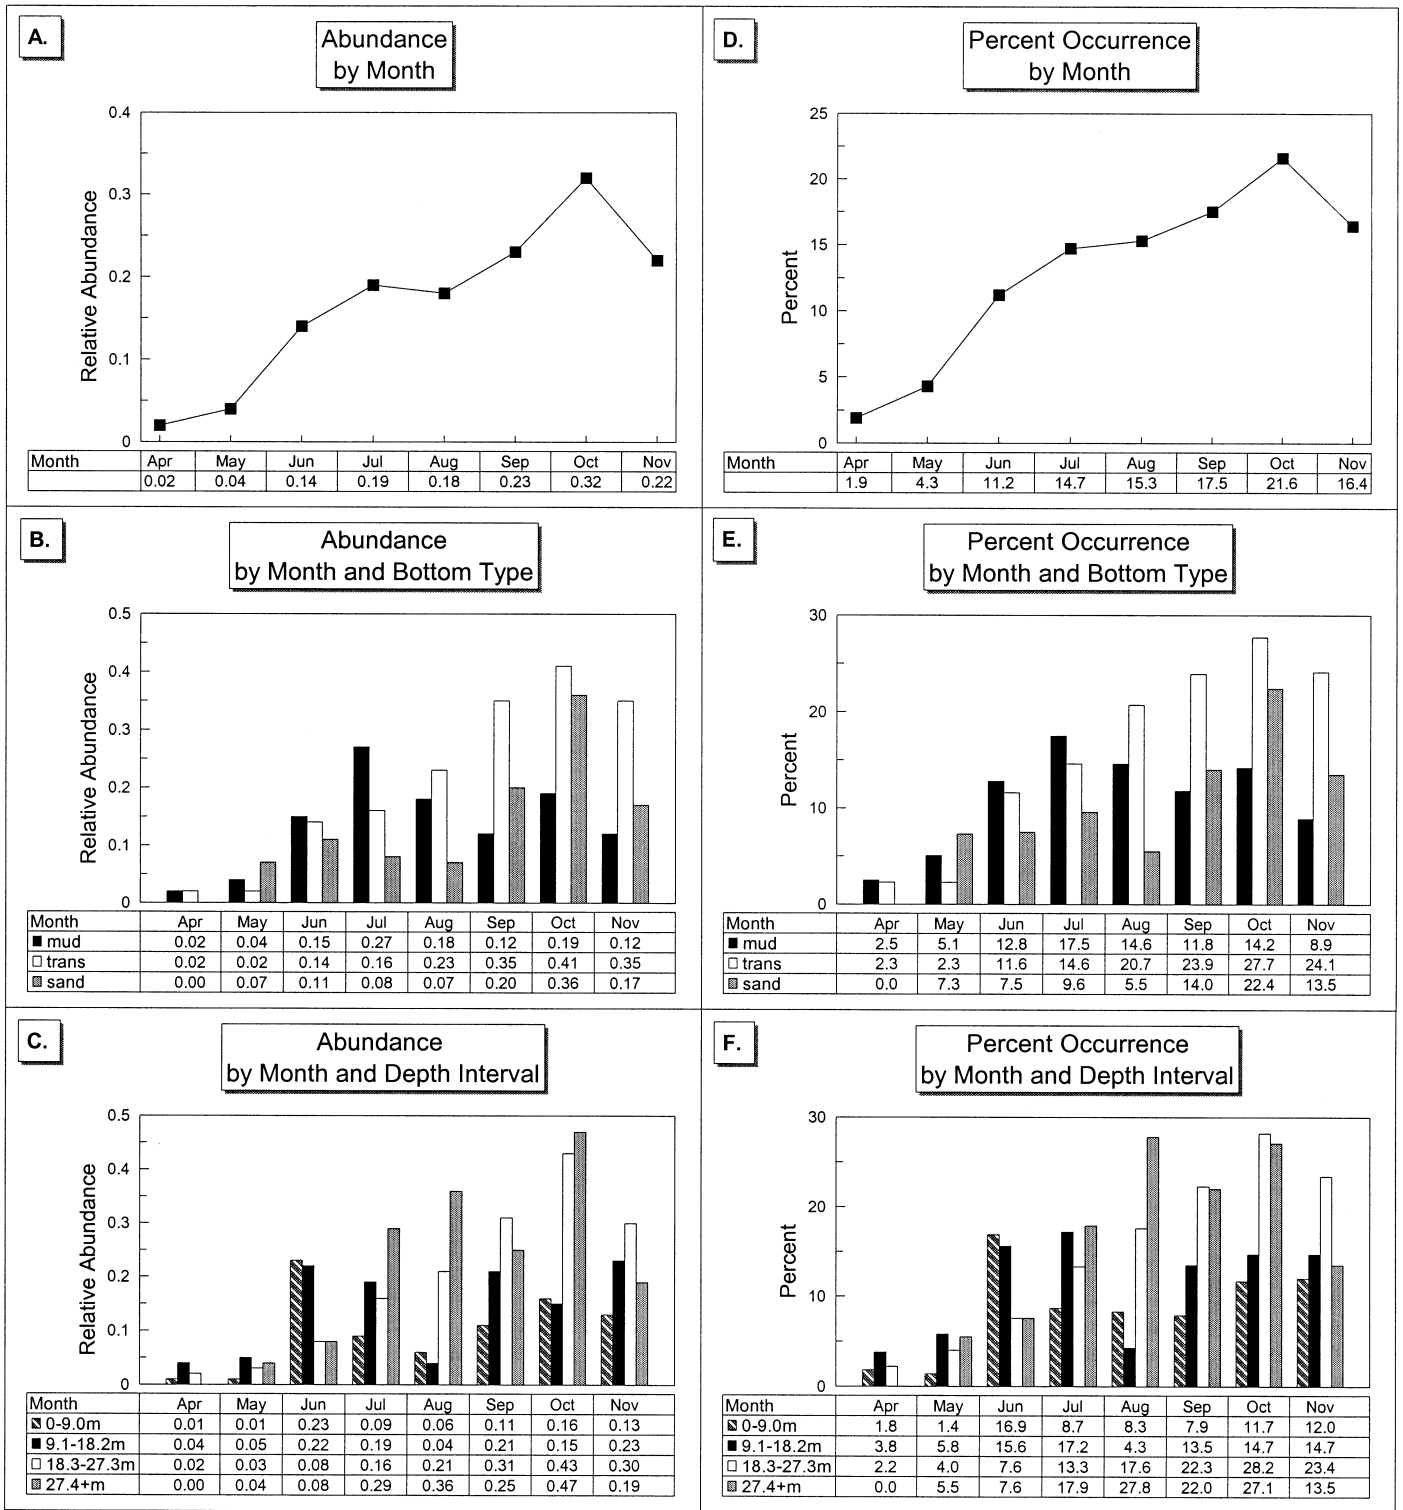 A.
Abundance
by Month
Relative Abundance
0.4
0.3
0.2
0.1
0
Month Apr May Jun Jul Aug Sep Oct Nov
0.02 0.04 0.14 0.19 0.18 0.23 0.32 0.22
D.
Percent Occurrence
by Month
Percent
25
20
15
10
5
0
Month Apr May Jun Jul Aug Sep Oct Nov
1.9 4.3 11.2 14.7 15.3 17.5 21.6 16.4
B.
Abundance
by Month and Bottom Type
Relative Abundance
0.5
0.4
0.3
0.2
0.1
0
Month Apr May Jun Jul Aug Sep Oct Nov
mud 0.02 0.04 0.15 0.27 0.18 0.12 0.19 0.12
trans 0.02 0.02 0.14 0.16 0.23 0.35 0.41 0.35
sand 0.00 0.07 0.11 0.08 0.07 0.20 0.36 0.17
E.
Percent Occurrence
by Month and Bottom Type
Percent
30
20
10
0
Month Apr May Jun Jul Aug Sep Oct Nov
mud 2.5 5.1 12.8 17.5 14.6 11.8 14.2 8.9
trans 2.3 2.3 11.6 14.6 20.7 23.9 27.7 24.1
sand 0.0 7.3 7.5 9.6 5.5 14.0 22.4 13.5
C.
Abundance
by Month and Depth Interval
Relative Abundance
0.5
0.4
0.3
0.2
0.1
0
Month Apr May Jun Jul Aug Sep Oct Nov
0-9.0m 0.01 0.01 0.23 0.09 0.06 0.11 0.16 0.13
9.1-18.2m 0.04 0.05 0.22 0.19 0.04 0.21 0.15 0.23
18.3-27.3m 0.02 0.03 0.08 0.16 0.21 0.31 0.43 0.30
27.4+m 0.00 0.04 0.08 0.29 0.36 0.25 0.47 0.19
F.
Percent Occurrence
by Month and Depth Interval
Percent
30
20
10
0
Month Apr May Jun Jul Aug Sep Oct Nov
0-9.0m 1.8 1.4 16.9 8.7 8.3 7.9 11.7 12.0
9.1-18.2m 3.8 5.8 15.6 17.2 4.3 13.5 14.7 14.7
18.3-27.3m 2.2 4.0 7.6 13.3 17.6 22.3 28.2 23.4
27.4+m 0.0 5.5 7.6 17.9 27.8 22.0 27.1 13.5